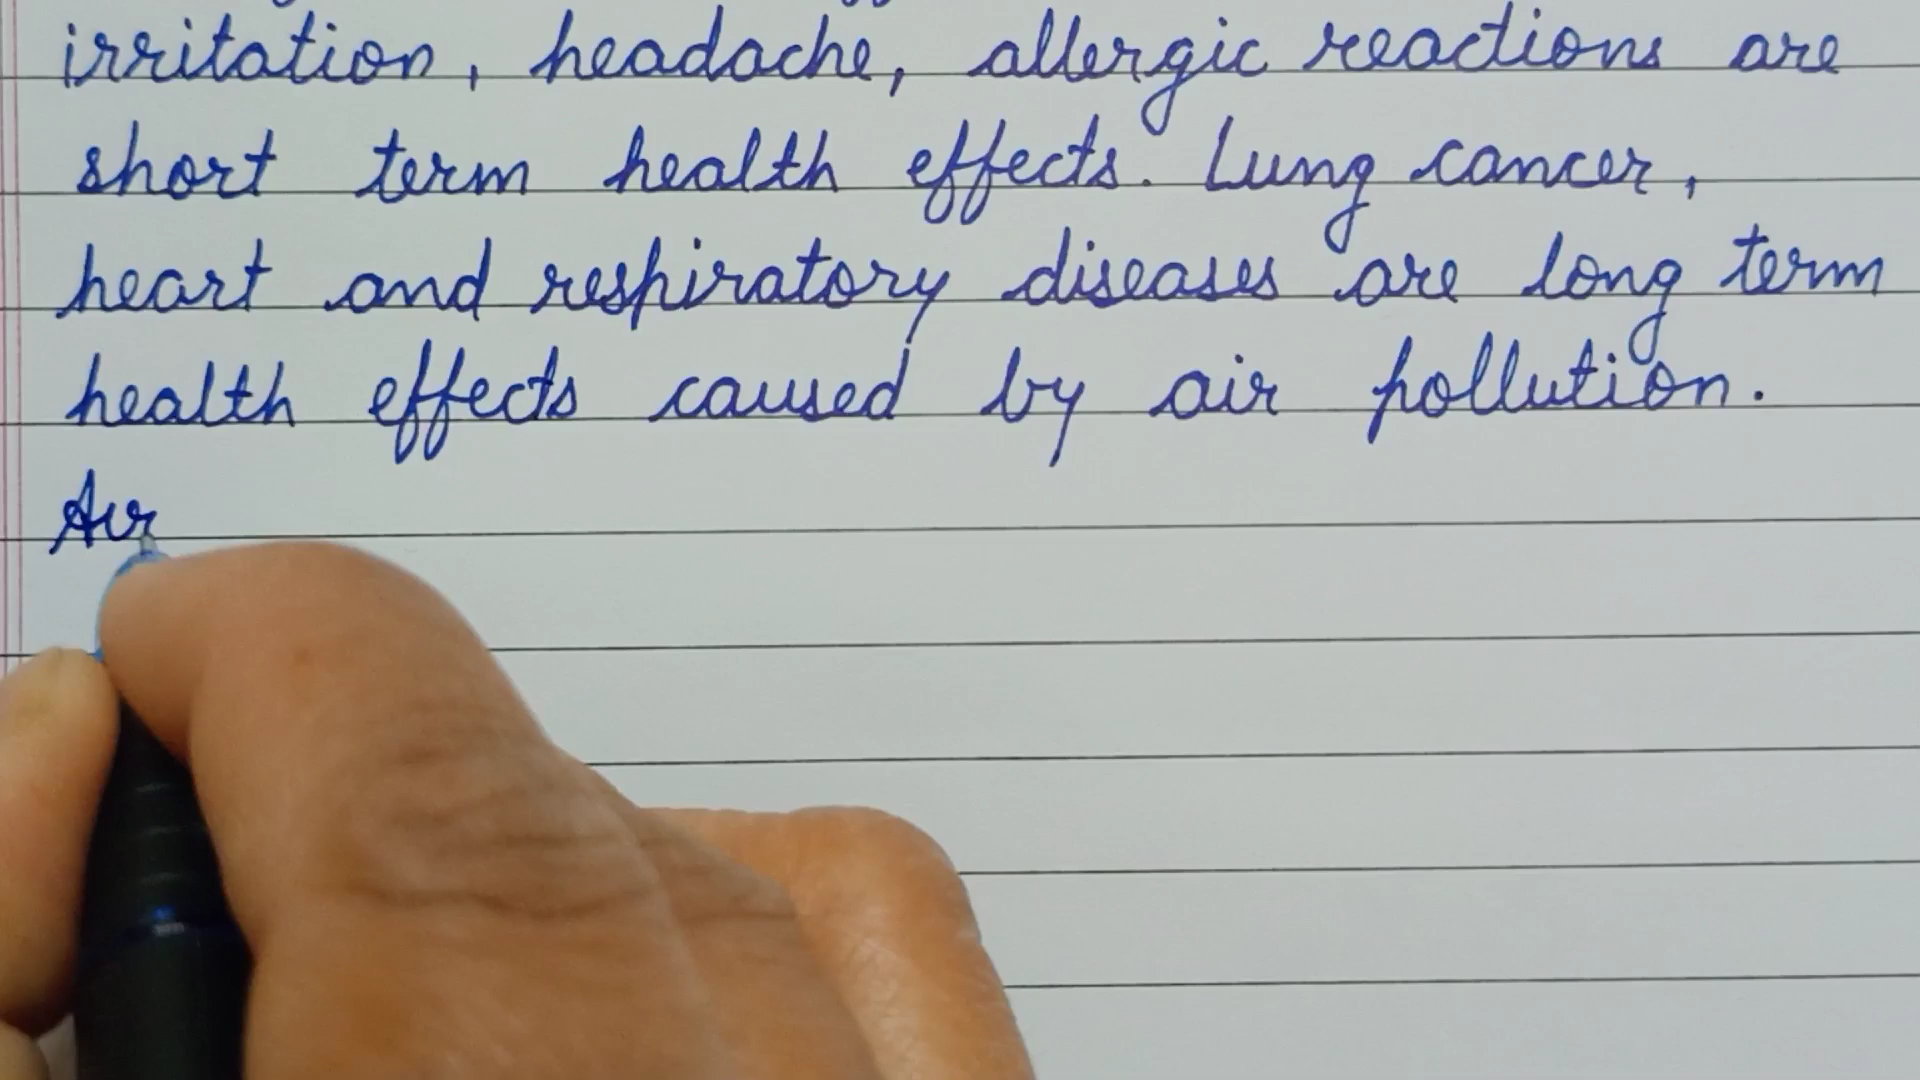 irritation, headache, allergic reactions are
short term health effects. Lung cancer,
heart and respiratory diseases are long term
health effects caused by air pollution.
Air